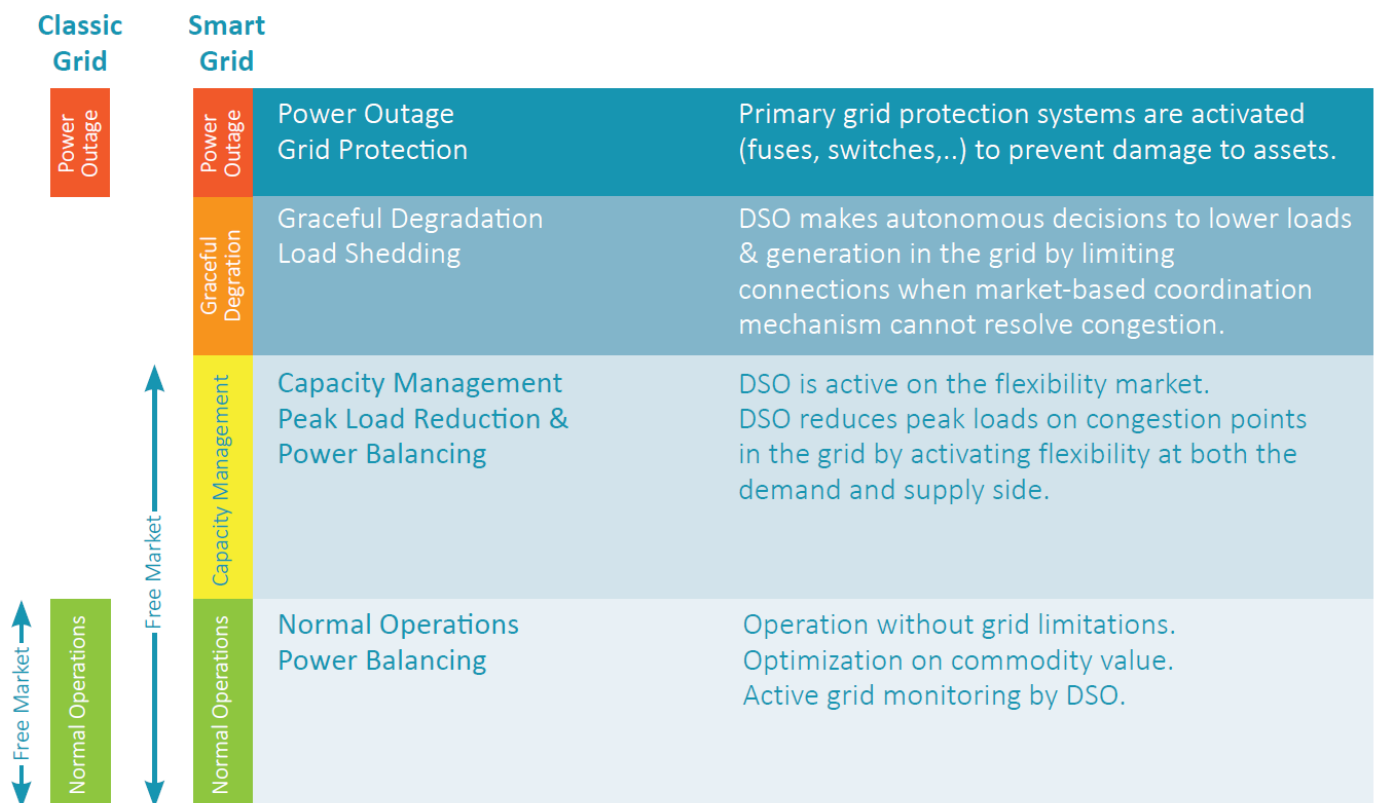 Classic
Grid
Smart
Grid
Power
Outage
Power
Outage
Power Outage
Grid Protection
Primary grid protection systems are activated
(fuses, switches,..) to prevent damage to assets.
Graceful
Degration
Graceful Degradation
Load Shedding
DSO makes autonomous decisions to lower loads
& generation in the grid by limiting
connections when market-based coordination
mechanism cannot resolve congestion.
Free Market
Capacity Management
Capacity Management
Peak Load Reduction &
Power Balancing
DSO is active on the flexibility market.
DSO reduces peak loads on congestion points
in the grid by activating flexibility at both the
demand and supply side.
Free Market
Normal Operations
Normal Operations
Normal Operations
Power Balancing
Operation without grid limitations.
Optimization on commodity value.
Active grid monitoring by DSO.